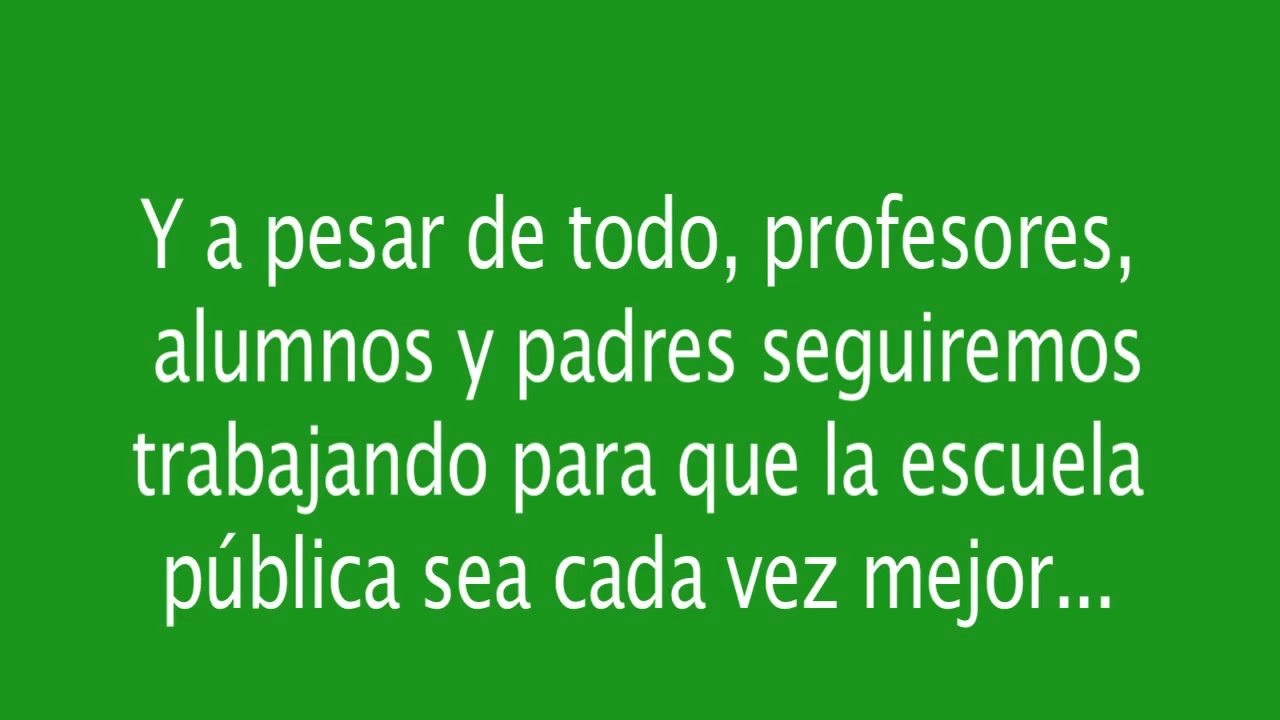 Y a pesar de todo, profesores,
alumnos y padres seguiremos
trabajando para que la escuela
pública sea cada vez mejor...